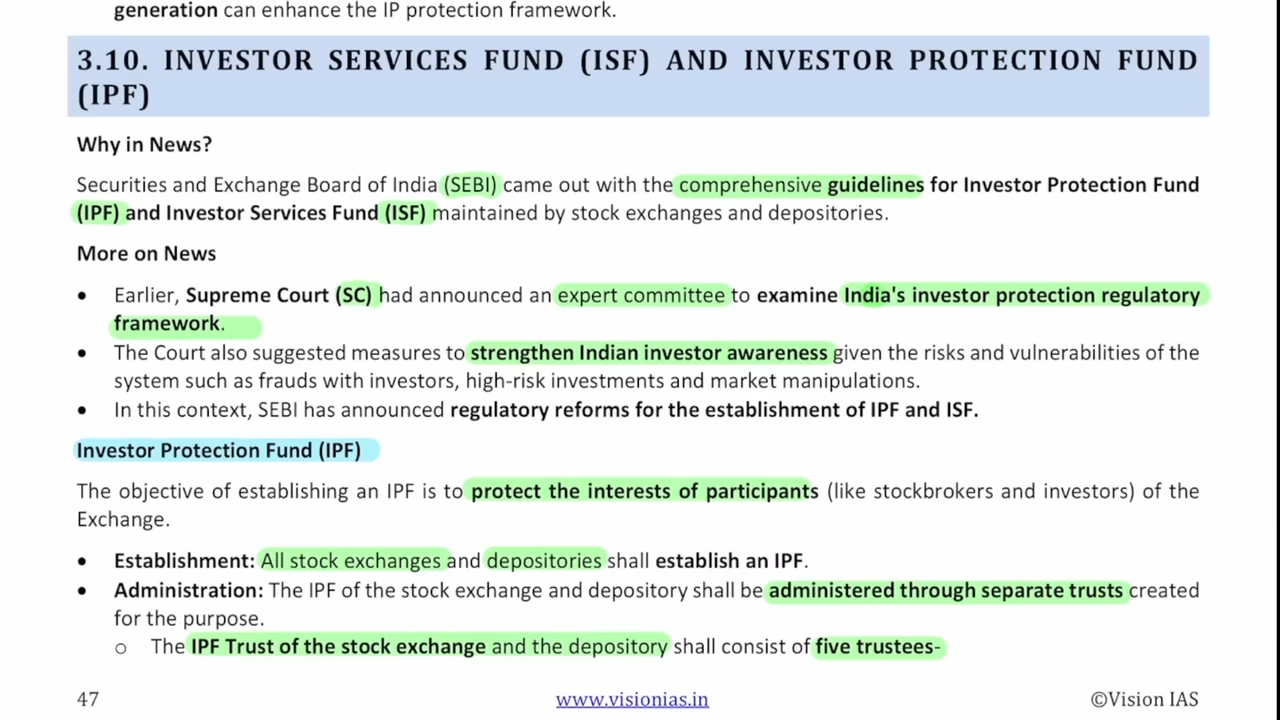 generation can enhance the IP protection framework.
3.10. INVESTOR SERVICES FUND (ISF) AND INVESTOR PROTECTION FUND
(IPF)
Why in News?
Securities and Exchange Board of India (SEBI) came out with the comprehensive guidelines for Investor Protection Fund
(IPF) and Investor Services Fund (ISF) maintained by stock exchanges and depositories.
More on News
• Earlier, Supreme Court (SC) had announced an expert committee to examine India's investor protection regulatory
framework.
• The Court also suggested measures to strengthen Indian investor awareness given the risks and vulnerabilities of the
system such as frauds with investors, high-risk investments and market manipulations.
• In this context, SEBI has announced regulatory reforms for the establishment of IPF and ISF.
Investor Protection Fund (IPF)
The objective of establishing an IPF is to protect the interests of participants (like stockbrokers and investors) of the
Exchange.
• Establishment: All stock exchanges and depositories shall establish an IPF.
• Administration: The IPF of the stock exchange and depository shall be administered through separate trusts created
for the purpose.
o The IPF Trust of the stock exchange and the depository shall consist of five trustees-
47 www.visionias.in ©Vision IAS